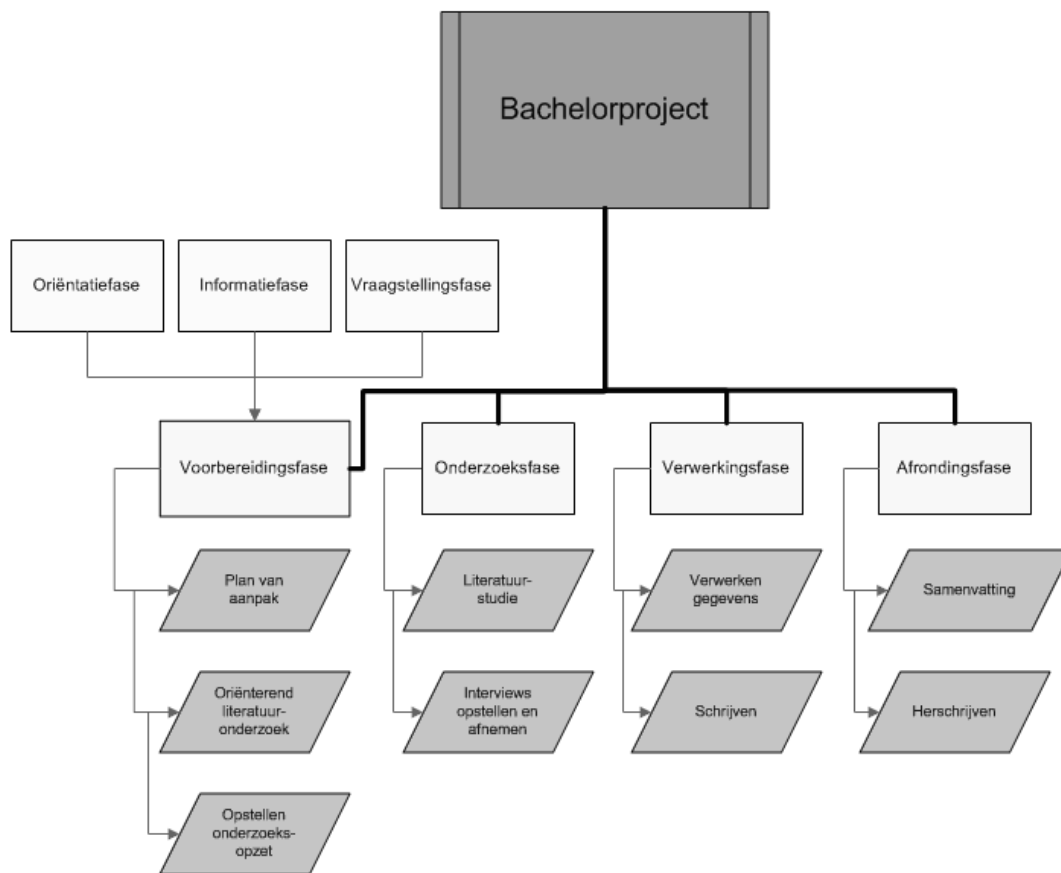 Bachelorproject
Oriëntatiefase
Informatiefase
Vraagstellingsfase
Voorbereidingsfase
Onderzoeksfase
Verwerkingsfase
Afrondingsfase
Plan van
aanpak
Literatuur-
studie
Verwerken
gegevens
Samenvatting
Oriënterend
literatuur-
onderzoek
Interviews
opstellen en
afnemen
Schrijven
Herschrijven
Opstellen
onderzoeks-
opzet